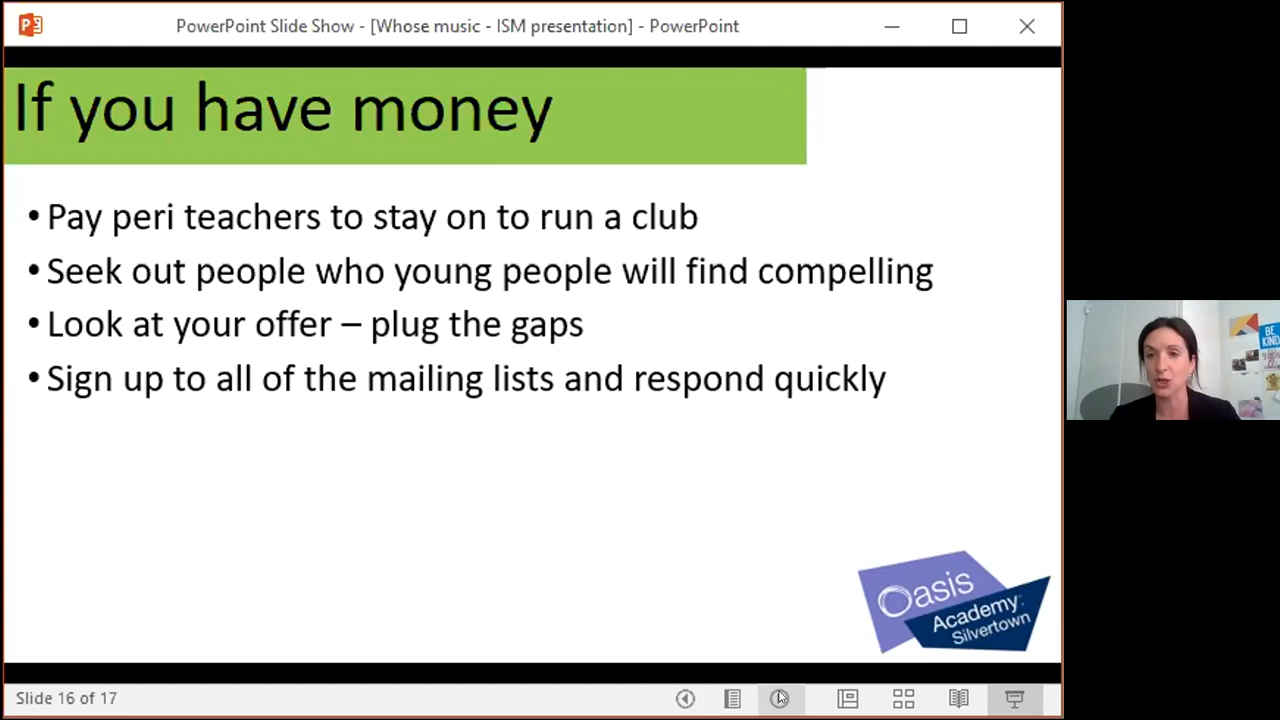 PowerPoint Slide Show - [Whose music - ISM presentation] - PowerPoint
If you have money
• Pay peri teachers to stay on to run a club
• Seek out people who young people will find compelling
• Look at your offer – plug the gaps
• Sign up to all of the mailing lists and respond quickly
BE
KIND
Oasis
Academy
Silvertown
Slide 16 of 17